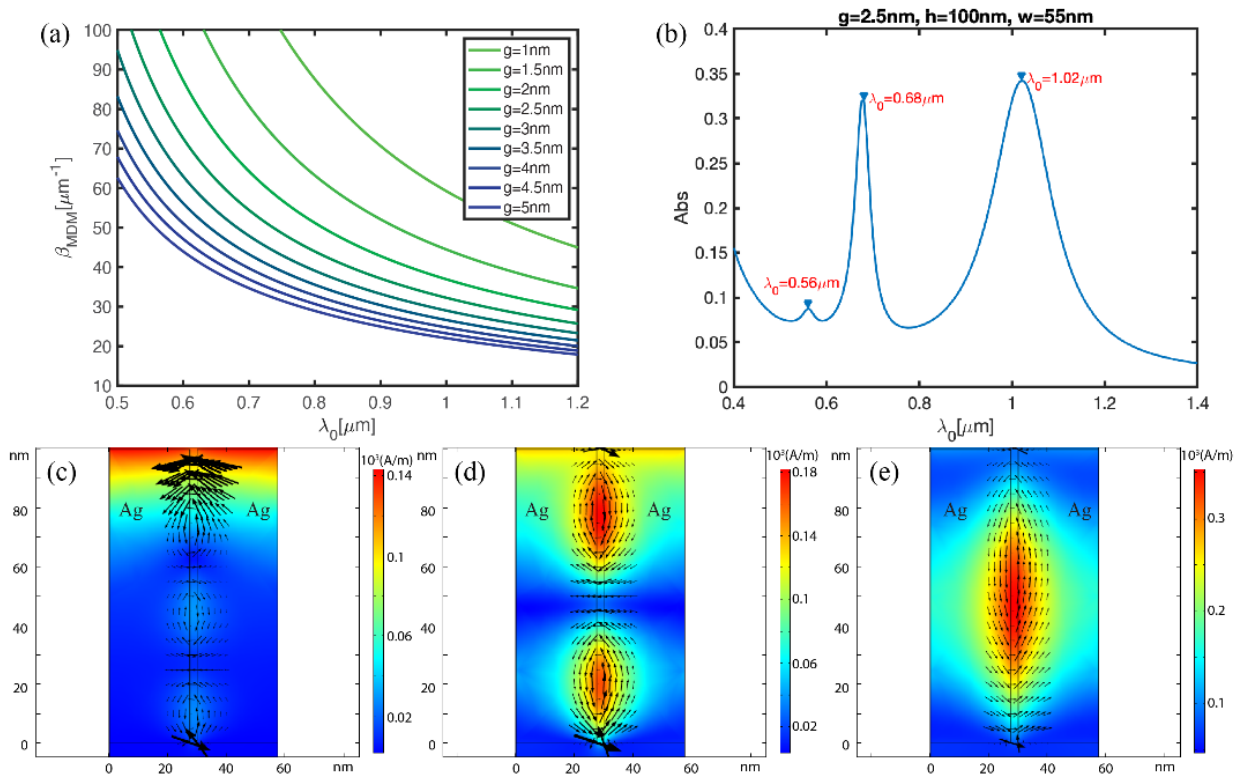 (a)
100
90
80
70
60
50
40
30
20
10
β_MDM[μm⁻¹]
0.5 0.6 0.7 0.8 0.9 1 1.1 1.2
λ₀[μm]
g=1nm
g=1.5nm
g=2nm
g=2.5nm
g=3nm
g=3.5nm
g=4nm
g=4.5nm
g=5nm
g=2.5nm, h=100nm, w=55nm
(b)
0.4
0.35
0.3
0.25
0.2
0.15
0.1
0.05
0
Abs
λ₀=0.56μm
λ₀=0.68μm
λ₀=1.02μm
0.4 0.6 0.8 1 1.2 1.4
λ₀[μm]
(c)
nm
80
60
40
20
0
Ag Ag
0 20 40 60 nm
10³(A/m)
0.14
0.1
0.06
0.02
(d)
nm
80
60
40
20
0
Ag Ag
0 20 40 60 nm
10³(A/m)
0.18
0.14
0.1
0.06
0.02
(e)
nm
80
60
40
20
0
Ag Ag
0 20 40 60 nm
10³(A/m)
0.3
0.2
0.1